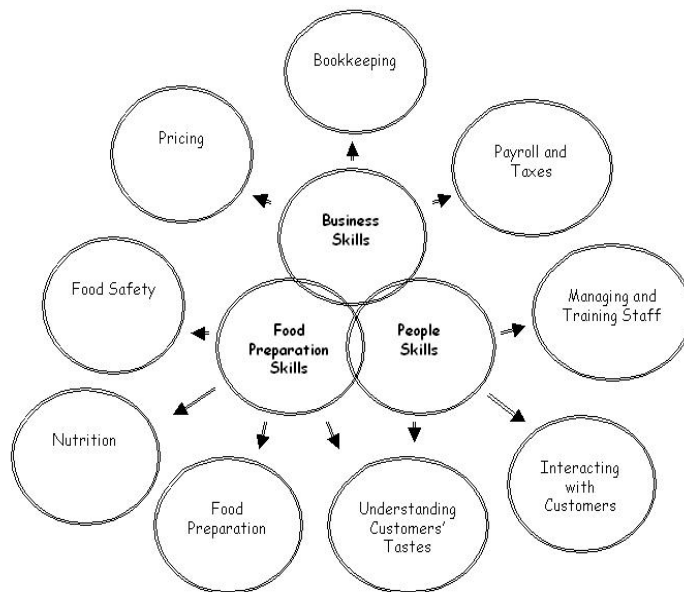 Bookkeeping
Pricing
Payroll and
Taxes
Business
Skills
Food Safety
Managing and
Training Staff
Food
Preparation
Skills
People
Skills
Nutrition
Interacting
with
Customers
Food
Preparation
Understanding
Customers'
Tastes